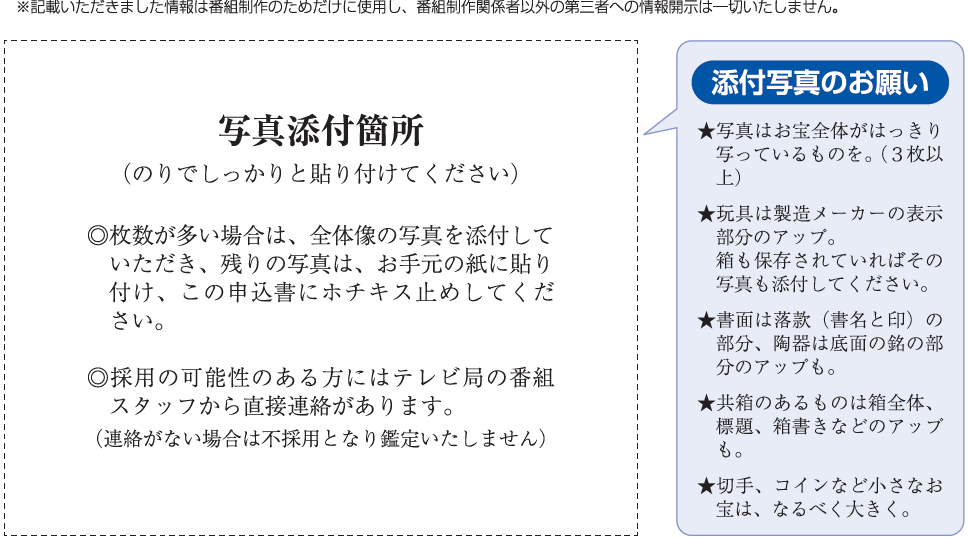 ※記載いただきました情報は番組制作のためだけに使用し、番組制作関係者以外の第三者への情報開示は一切いたしません。
写真添付箇所
（のりでしっかりと貼り付けてください）
◎枚数が多い場合は、全体像の写真を添付して
いただき、残りの写真は、お手元の紙に貼り
付け、この申込書にホチキス止めしてくだ
さい。
◎採用の可能性のある方にはテレビ局の番組
スタッフから直接連絡があります。
（連絡がない場合は不採用となり鑑定いたしません）
添付写真のお願い
★写真はお宝全体がはっきり
写っているものを。（３枚以
上）
★玩具は製造メーカーの表示
部分のアップ。
箱も保存されていればその
写真も添付してください。
★書面は落款（書名と印）の
部分、陶器は底面の銘の部
分のアップも。
★共箱のあるものは箱全体、
標題、箱書きなどのアップ
も。
★切手、コインなど小さなお
宝は、なるべく大きく。